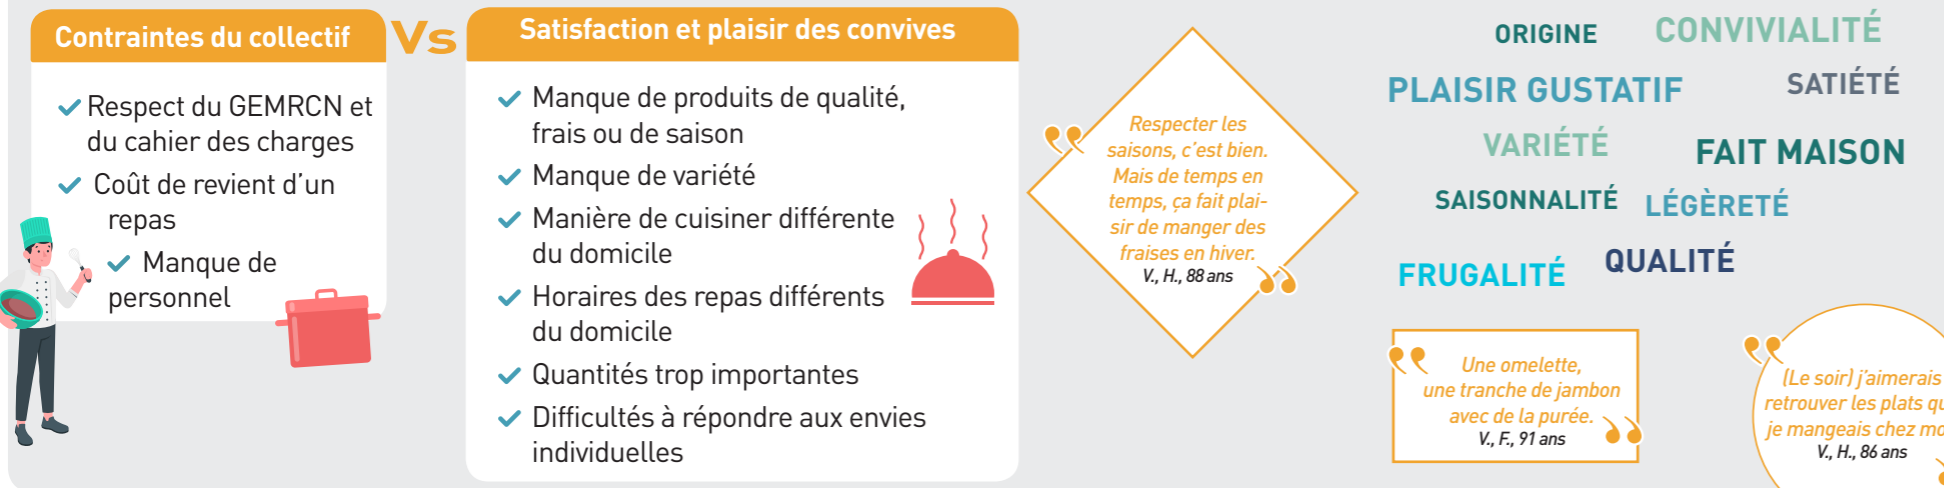 Contraintes du collectif
Respect du GEMRCN et
du cahier des charges
Coût de revient d’un
repas
Manque de
personnel
Vs
Satisfaction et plaisir des convives
Manque de produits de qualité,
frais ou de saison
Manque de variété
Manière de cuisiner différente
du domicile
Horaires des repas différents
du domicile
Quantités trop importantes
Difficultés à répondre aux envies
individuelles
Respecter les
saisons, c’est bien.
Mais de temps en
temps, ça fait plai-
sir de manger des
fraises en hiver.
V., H., 88 ans
ORIGINE
CONVIVIALITÉ
PLAISIR GUSTATIF
SATIÉTÉ
VARIÉTÉ
FAIT MAISON
SAISONNALITÉ
LÉGÈRETÉ
FRUGALITÉ
QUALITÉ
Une omelette,
une tranche de jambon
avec de la purée.
V., F., 91 ans
(Le soir) j’aimerais
retrouver les plats
je mangeais chez
V., H., 86 ans